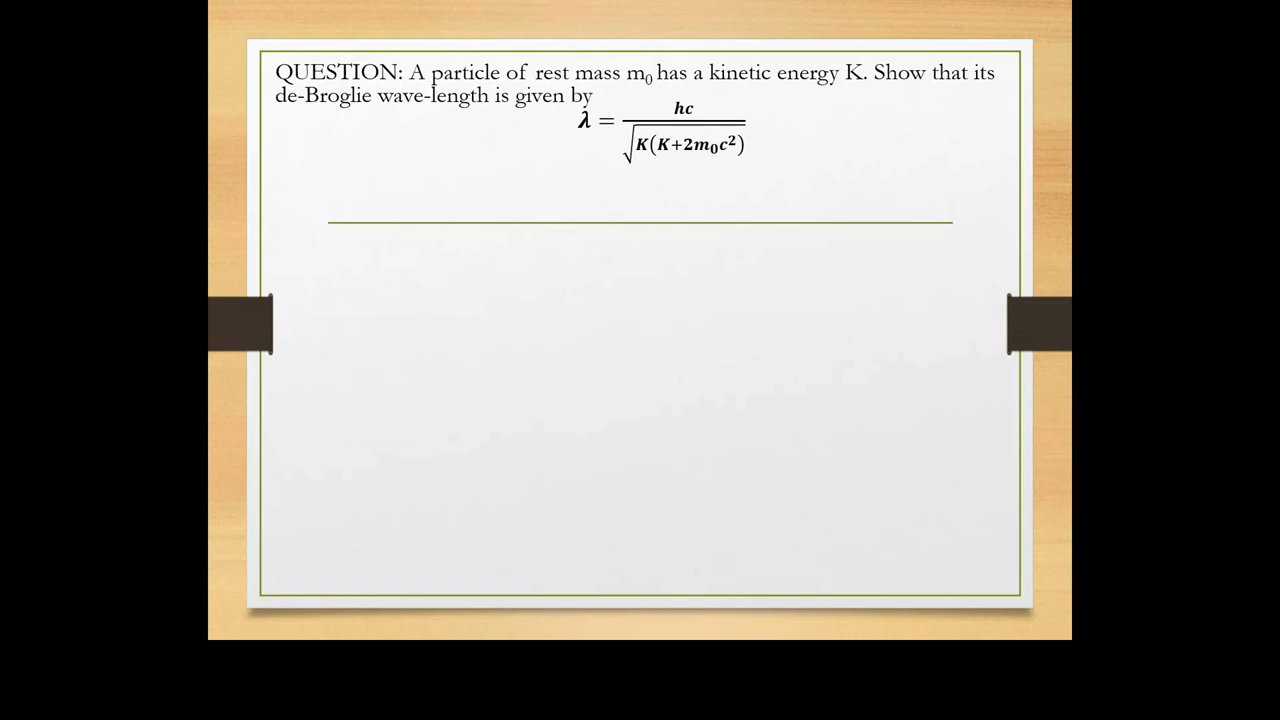 QUESTION: A particle of rest mass m₀ has a kinetic energy K. Show that its
de-Broglie wave-length is given by
λ = hc / √(K(K+2m₀c²))